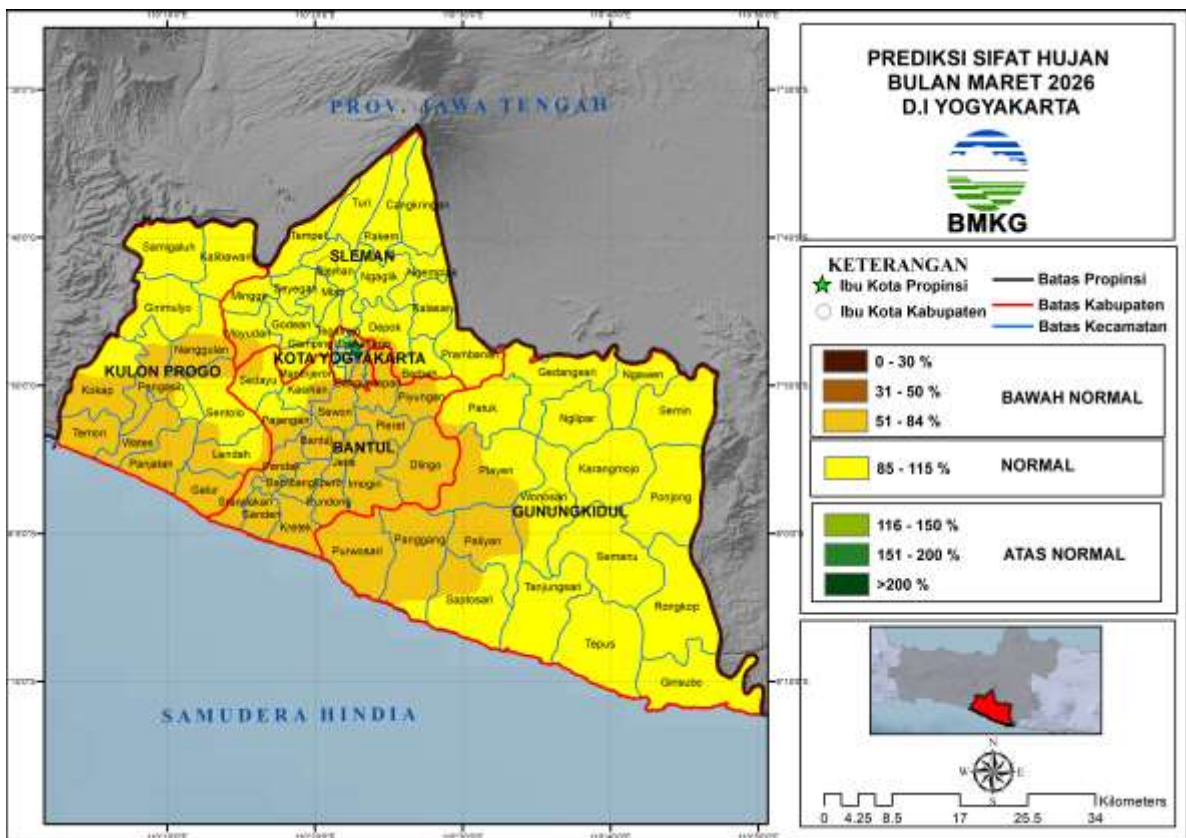 PREDIKSI SIFAT HUJAN
BULAN MARET 2026
D.I YOGYAKARTA
BMKG
KETERANGAN
Ibu Kota Propinsi
Ibu Kota Kabupaten
Batas Propinsi
Batas Kabupaten
Batas Kecamatan
0 - 30 %
31 - 50 %
51 - 84 %
BAWAH NORMAL
85 - 115 %
NORMAL
116 - 150 %
151 - 200 %
>200 %
ATAS NORMAL
N
W E
S
Kilometers
0 4.25 8.5 17 25.5 34
PROV. JAWA TENGAH
Turi
Cangkringan
Tempel
Pakem
Samigaluh
Kalibawang
SLEMAN
Ngaglik
Ngemplak
Seyegan
Girimulyo
Godean
Depok
Moyudan
Kalasan
Prambanan
Nanggulan
KOTA YOGYAKARTA
Gedangsari
Ngawen
KULON PROGO
Sedayu
Kasihan
Piyungan
Kokap
Pengasih
Sentolo
Pajangan
Sewon
Pleret
Patuk
Nglipar
Semin
Temon
Wates
Bantul
BANTUL
Panjatan
Lendah
Pandak
Jetis
Dlingo
Playen
Karangmojo
Galur
Imogiri
Wonosari
Ponjong
Srandakan
Sanden
Pundong
GUNUNGKIDUL
Kretek
Purwosari
Panggang
Paliyan
Semanu
Saptosari
Tanjungsari
Rongkop
Tepus
Girisubo
SAMUDERA HINDIA